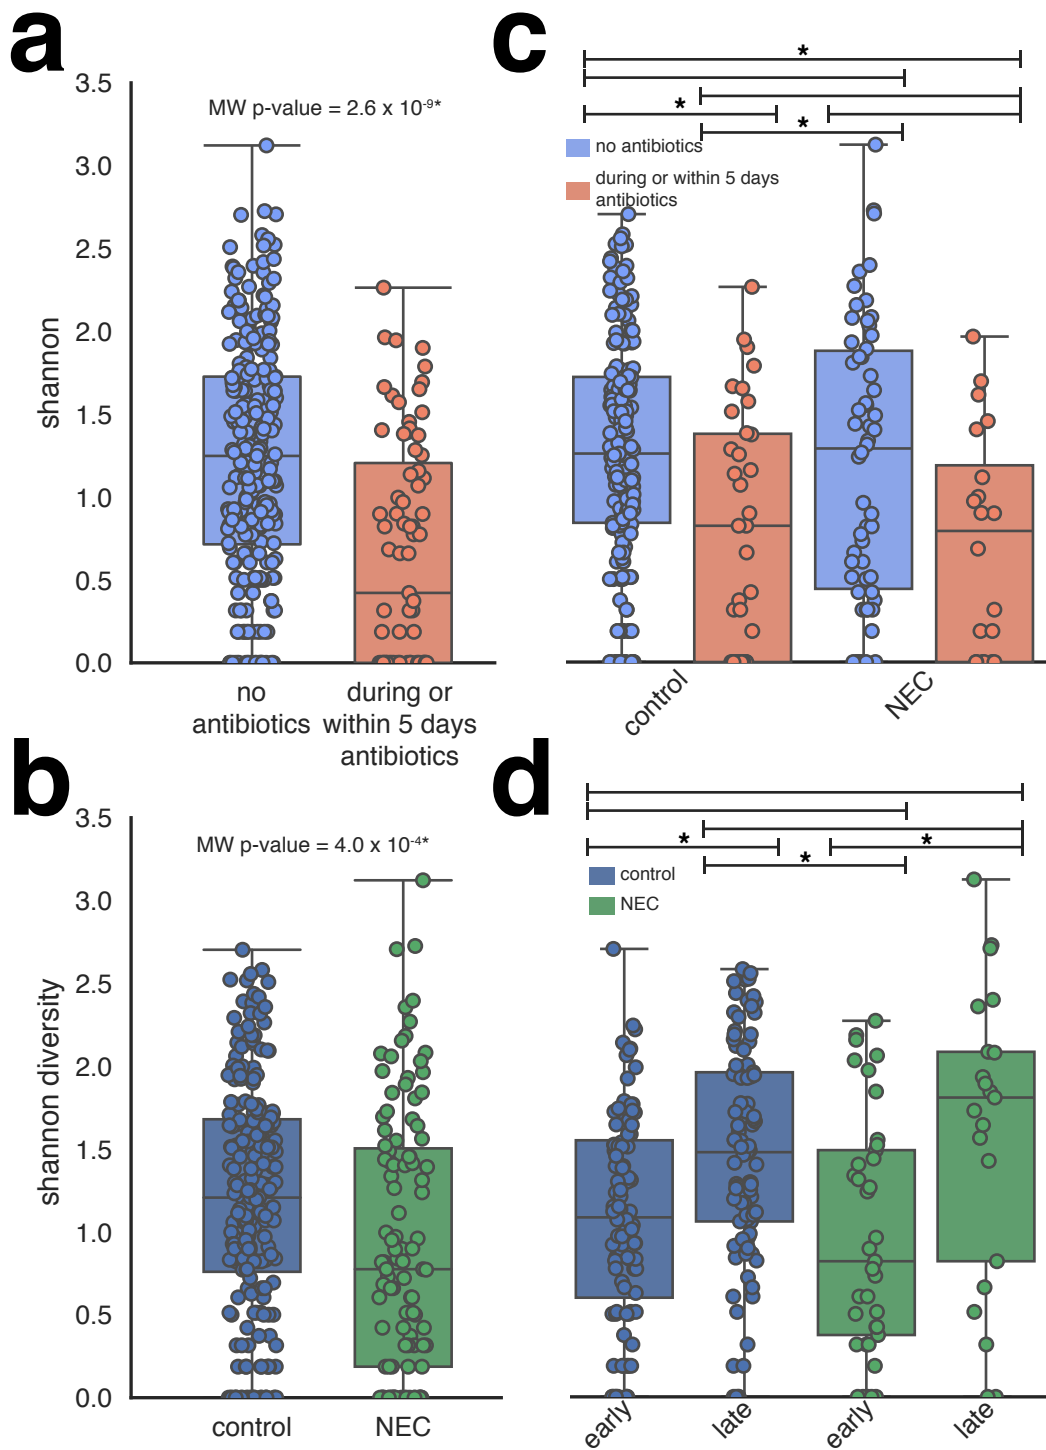 a
MW p-value = 2.6 x 10-9*
shannon
3.5
3.0
2.5
2.0
1.5
1.0
0.5
0.0
no
antibiotics
during or
within 5 days
antibiotics
c
*
*
*
no antibiotics
during or within 5 days
antibiotics
control
NEC
b
MW p-value = 4.0 x 10-4*
shannon diversity
3.5
3.0
2.5
2.0
1.5
1.0
0.5
0.0
control
NEC
d
*
*
*
control
NEC
early
late
early
late